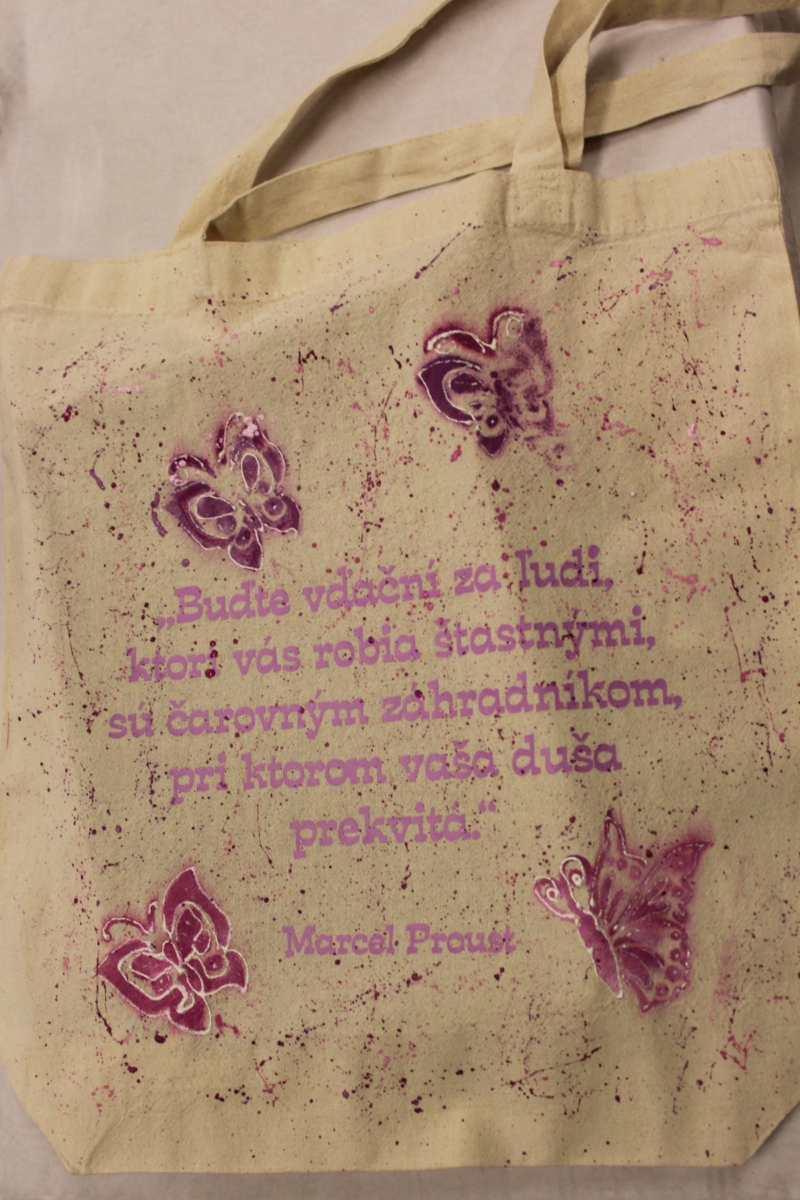 „Buďte vďační za ľudí,
ktorí vás robia šťastnými,
sú čarovným záhradníkom,
pri ktorom vaša duša
prekvitá.“
Marcel Proust